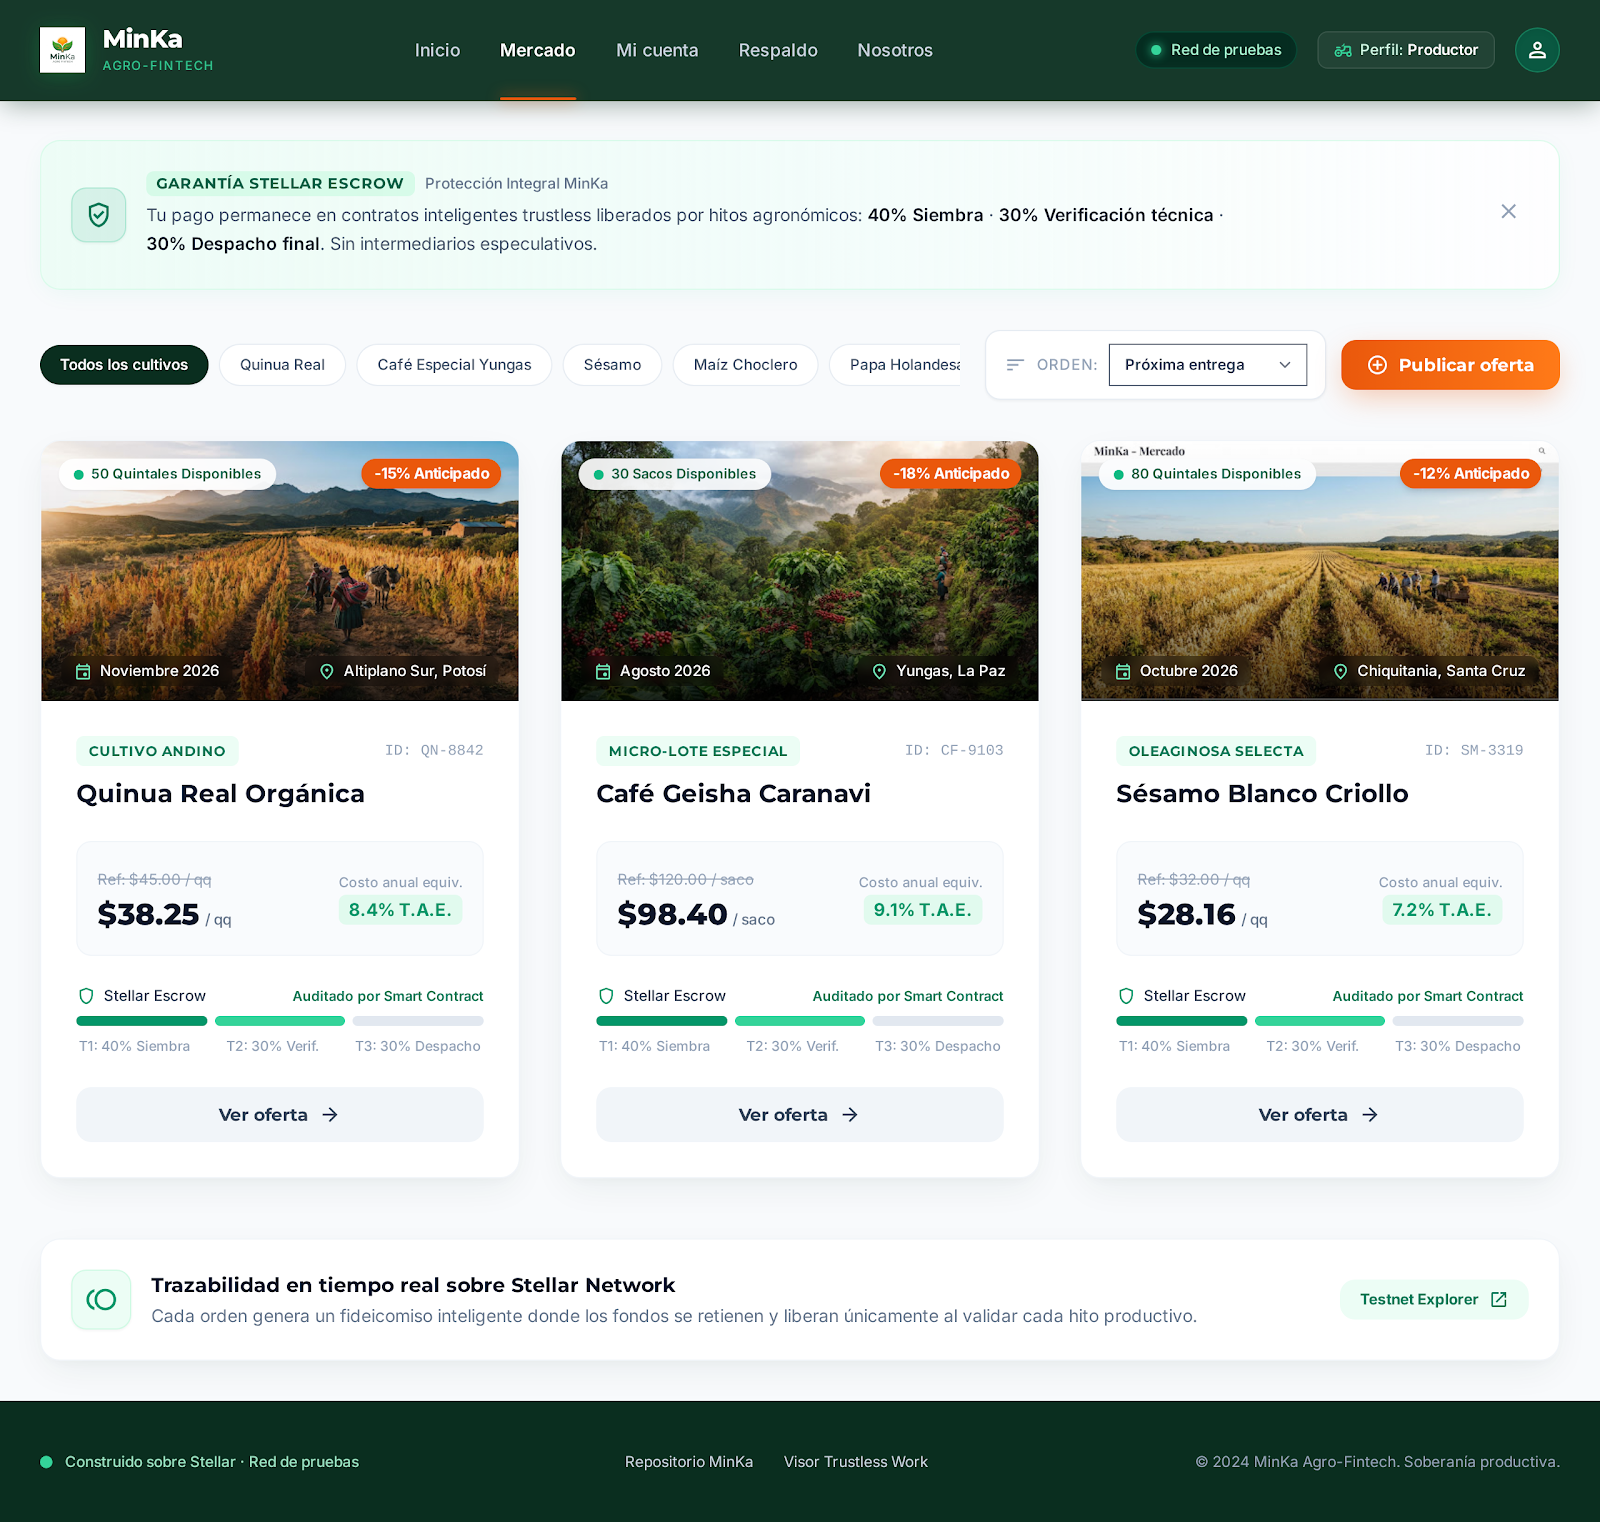 MinKa
MinKa
AGRO-FINTECH
Inicio
Mercado
Mi cuenta
Respaldo
Nosotros
Red de pruebas
Perfil: Productor
GARANTÍA STELLAR ESCROW
Protección Integral MinKa
Tu pago permanece en contratos inteligentes trustless liberados por hitos agronómicos: 40% Siembra · 30% Verificación técnica ·
30% Despacho final. Sin intermediarios especulativos.
Todos los cultivos
Quinua Real
Café Especial Yungas
Sésamo
Maíz Choclero
Papa Holandesa
ORDEN:
Próxima entrega
Publicar oferta
50 Quintales Disponibles
-15% Anticipado
Noviembre 2026
Altiplano Sur, Potosí
CULTIVO ANDINO
ID: QN-8842
Quinua Real Orgánica
Ref: $45.00 / qq
$38.25 / qq
Costo anual equiv.
8.4% T.A.E.
Stellar Escrow
Auditado por Smart Contract
T1: 40% Siembra
T2: 30% Verif.
T3: 30% Despacho
Ver oferta
30 Sacos Disponibles
-18% Anticipado
Agosto 2026
Yungas, La Paz
MICRO-LOTE ESPECIAL
ID: CF-9103
Café Geisha Caranavi
Ref: $120.00 / saco
$98.40 / saco
Costo anual equiv.
9.1% T.A.E.
Stellar Escrow
Auditado por Smart Contract
T1: 40% Siembra
T2: 30% Verif.
T3: 30% Despacho
Ver oferta
MinKa - Mercado
80 Quintales Disponibles
-12% Anticipado
Octubre 2026
Chiquitania, Santa Cruz
OLEAGINOSA SELECTA
ID: SM-3319
Sésamo Blanco Criollo
Ref: $32.00 / qq
$28.16 / qq
Costo anual equiv.
7.2% T.A.E.
Stellar Escrow
Auditado por Smart Contract
T1: 40% Siembra
T2: 30% Verif.
T3: 30% Despacho
Ver oferta
Trazabilidad en tiempo real sobre Stellar Network
Cada orden genera un fideicomiso inteligente donde los fondos se retienen y liberan únicamente al validar cada hito productivo.
Testnet Explorer
Construido sobre Stellar · Red de pruebas
Repositorio MinKa
Visor Trustless Work
© 2024 MinKa Agro-Fintech. Soberanía productiva.